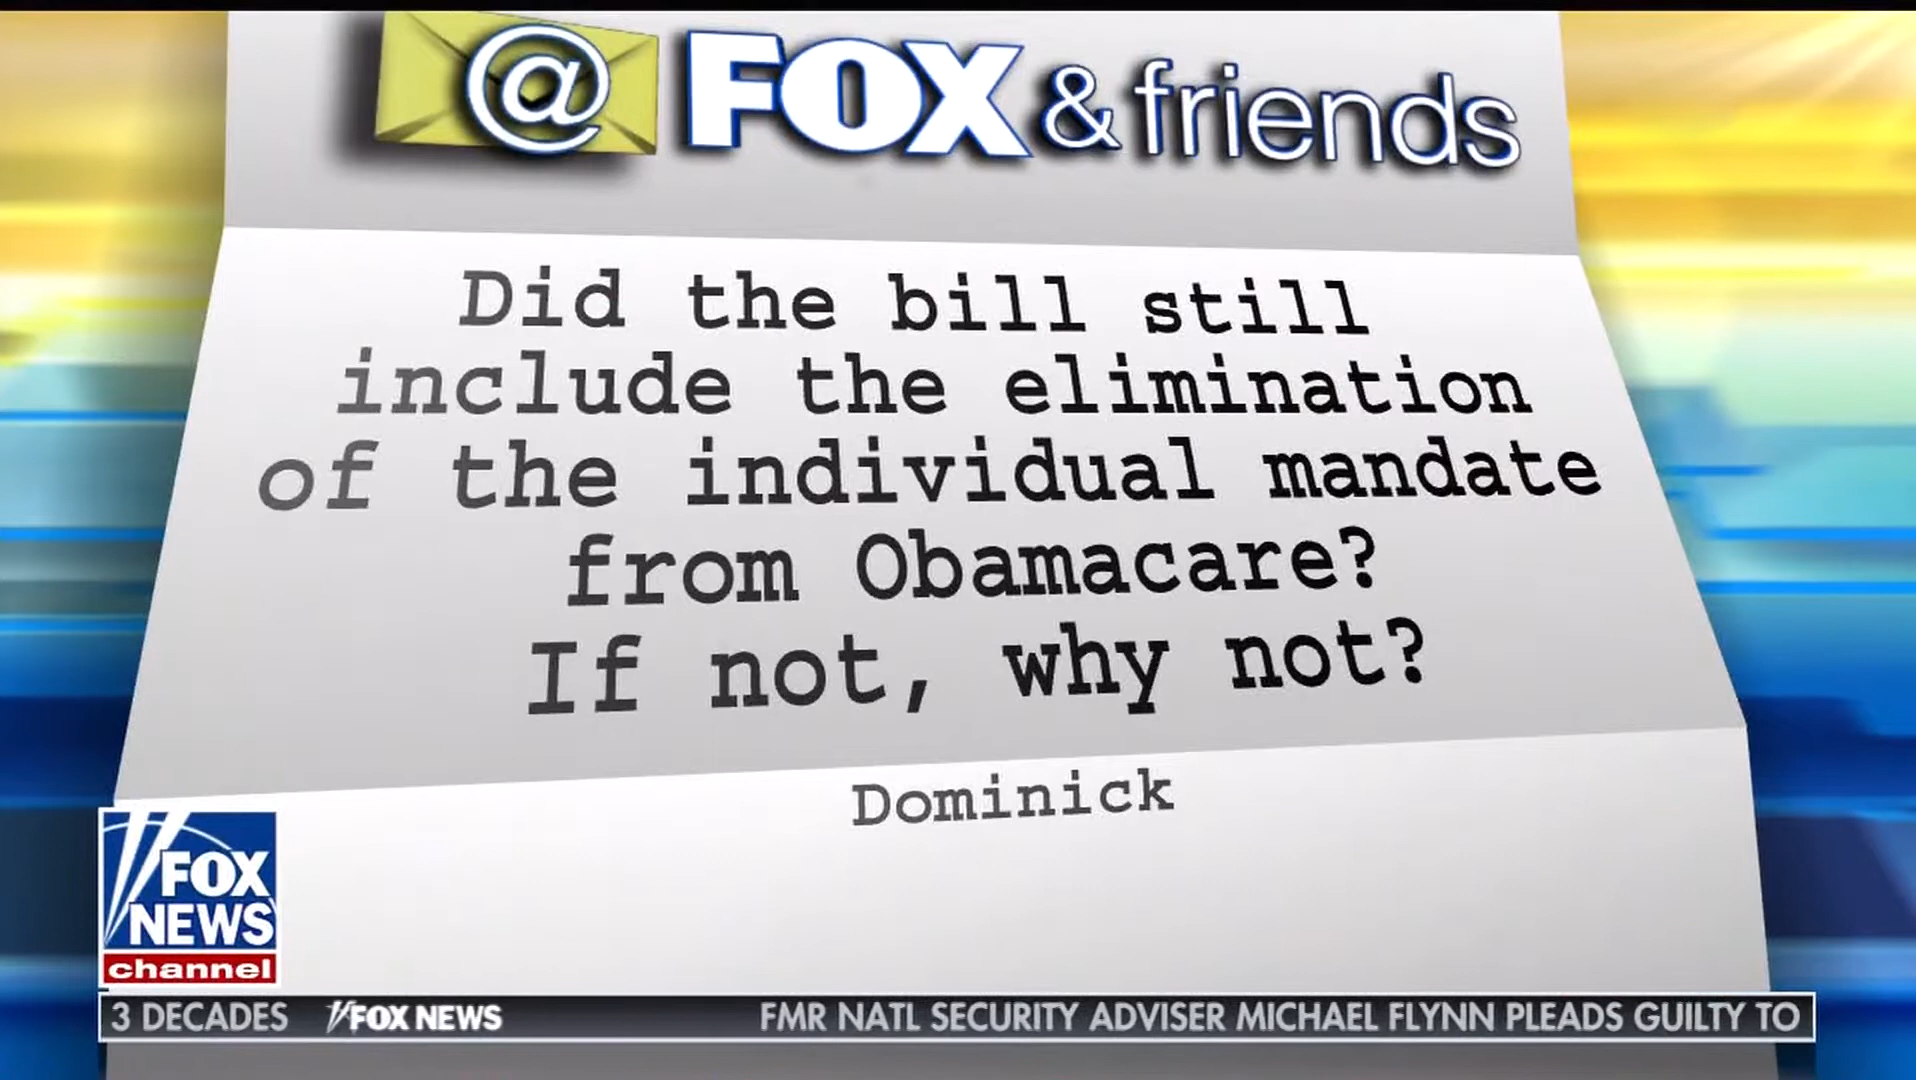 @ FOX & friends
Did the bill still
include the elimination
of the individual mandate
from Obamacare?
If not, why not?
Dominick
FOX
NEWS
channel
3 DECADES FOX NEWS FMR NATL SECURITY ADVISER MICHAEL FLYNN PLEADS GUILTY TO